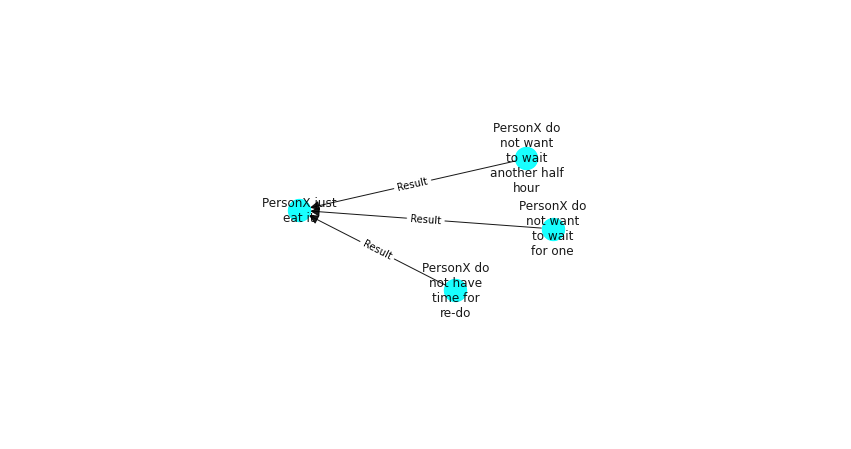 PersonX do
not want
to wait
another half
hour
Result
PersonX just
eat it
PersonX do
not want
to wait
for one
Result
Result
PersonX do
not have
time for
re-do